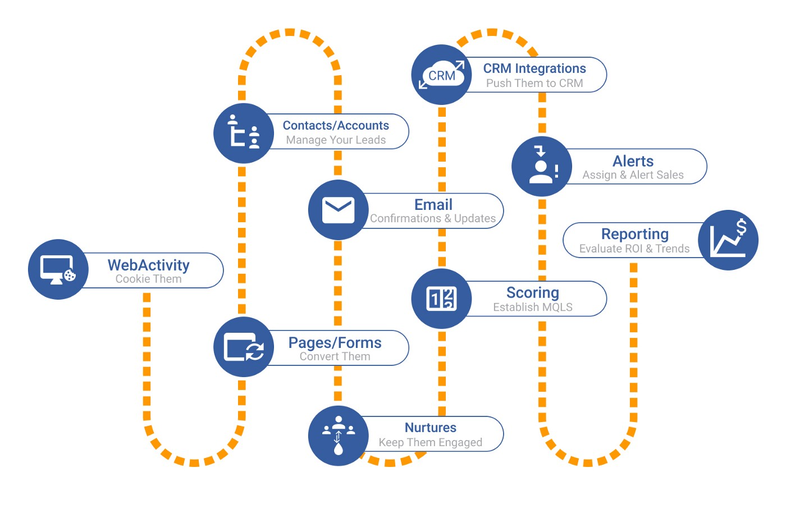 WebActivity
Cookie Them
Pages/Forms
Convert Them
Contacts/Accounts
Manage Your Leads
Email
Confirmations & Updates
Nurtures
Keep Them Engaged
Scoring
Establish MQLS
CRM
CRM Integrations
Push Them to CRM
Alerts
Assign & Alert Sales
Reporting
Evaluate ROI & Trends